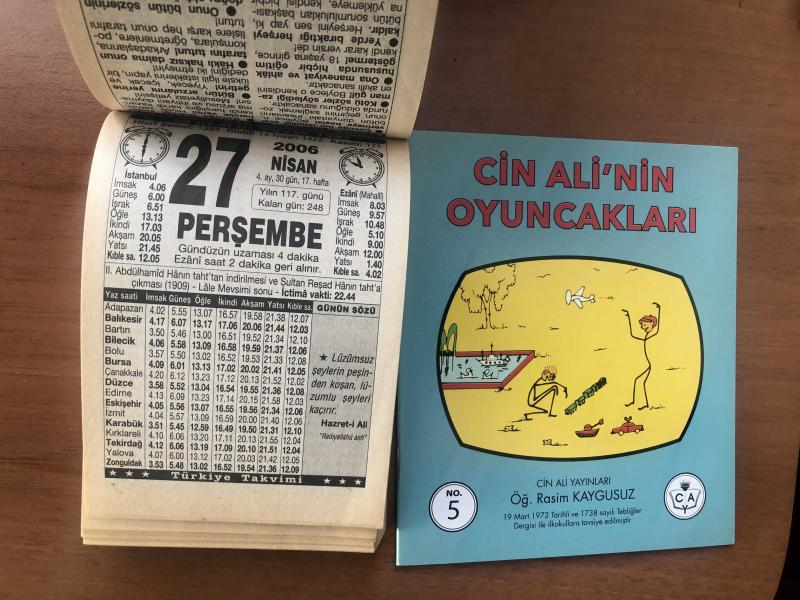 2006
NİSAN
4. ay, 30 gün, 17. hafta
27
Yılın 117. günü
Kalan gün: 248
PERŞEMBE
Gündüzün uzaması 4 dakika
Ezânî saat 2 dakika geri alınır.
İstanbul
İmsak 4.06
Güneş 6.00
İşrak 6.51
Öğle 13.13
İkindi 17.03
Akşam 20.05
Yatsı 21.45
Kıble sa. 12.05
Ezânî (Mahallî)
İmsak 8.03
Güneş 9.57
İşrak 10.48
Öğle 5.10
İkindi 9.00
Akşam 12.00
Yatsı 1.40
Kıble sa. 4.02
II. Abdülhamîd Hânın taht'tan indirilmesi ve Sultan Reşad Hânın taht'a
çıkması (1909) - Lâle Mevsimi sonu - İctimâ vakti: 22.44
Yaz saati İmsak Güneş Öğle İkindi Akşam Yatsı Kıble sa.
Adapazarı 4.02 5.55 13.07 16.57 19.58 21.38 12.07
Balıkesir 4.17 6.07 13.17 17.06 20.06 21.44 12.03
Bartın 3.50 5.46 13.00 16.51 19.52 21.34 12.10
Bilecik 4.06 5.58 13.09 16.58 19.59 21.37 12.06
Bolu 3.57 5.50 13.02 16.52 19.53 21.33 12.08
Bursa 4.09 6.01 13.13 17.02 20.02 21.41 12.05
Çanakkale 4.20 6.12 13.23 17.12 20.13 21.52 12.02
Düzce 3.58 5.52 13.04 16.54 19.55 21.36 12.08
Edirne 4.13 6.09 13.23 17.14 20.15 21.58 12.03
Eskişehir 4.05 5.56 13.07 16.55 19.56 21.34 12.06
İzmit 4.04 5.57 13.09 16.59 20.00 21.40 12.06
Karabük 3.51 5.45 12.59 16.49 19.50 21.31 12.10
Kırklareli 4.10 6.06 13.20 17.11 20.13 21.55 12.04
Tekirdağ 4.12 6.06 13.19 17.09 20.10 21.51 12.04
Yalova 4.07 6.00 13.12 17.02 20.03 21.42 12.05
Zonguldak 3.53 5.48 13.02 16.52 19.54 21.36 12.09
GÜNÜN SÖZÜ
★ Lüzûmsuz
şeylerin peşin-
den koşan, lü-
zumlu şeyleri
kaçırır.
Hazret-i Ali
"Radıyallahü anh"
★ ★ ★ Türkiye Takvimi ★ ★ ★
CİN ALİ'NİN
OYUNCAKLARI
NO.
5
CİN ALİ YAYINLARI
Öğ. Rasim KAYGUSUZ
19 Mart 1973 Tarihli ve 1738 sayılı Tebliğler
Dergisi ile ilkokullara tavsiye edilmiştir
C A
Y